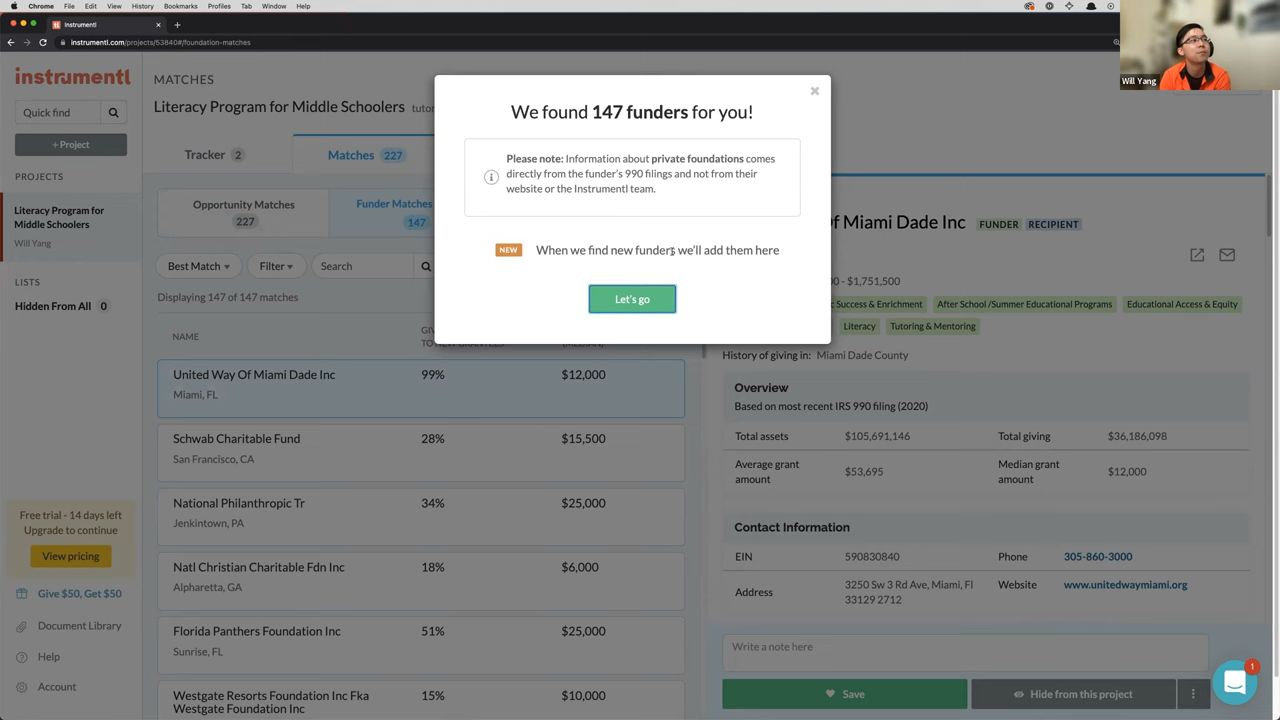 Chrome File Edit View History Bookmarks Profiles Tab Window Help
Instrumentl
instrumentl.com/projects/53840#/foundation-matches
Will Yang
instrumentl
Quick find
+ Project
PROJECTS
Literacy Program for
Middle Schoolers
Will Yang
LISTS
Hidden From All 0
Free trial - 14 days left
Upgrade to continue
View pricing
Give $50, Get $50
Document Library
Help
Account
MATCHES
Literacy Program for Middle Schoolers
Tracker 2
Matches 227
Opportunity Matches
227
Funder Matches
147
Best Match
Filter
Search
Displaying 147 of 147 matches
NAME
TO NEW GRANTEES
(MEDIAN)
United Way Of Miami Dade Inc 99% $12,000
Miami, FL
Schwab Charitable Fund 28% $15,500
San Francisco, CA
National Philanthropic Tr 34% $25,000
Jenkintown, PA
Natl Christian Charitable Fdn Inc 18% $6,000
Alpharetta, GA
Florida Panthers Foundation Inc 51% $25,000
Sunrise, FL
Westgate Resorts Foundation Inc Fka 15% $10,000
Westgate Foundation Inc
We found 147 funders for you!
Please note: Information about private foundations comes
directly from the funder's 990 filings and not from their
website or the Instrumentl team.
NEW When we find new funders we'll add them here
Let's go
Of Miami Dade Inc FUNDER RECIPIENT
- $1,751,500
Success & Enrichment After School /Summer Educational Programs Educational Access & Equity
Literacy Tutoring & Mentoring
History of giving in: Miami Dade County
Overview
Based on most recent IRS 990 filing (2020)
Total assets $105,691,146 Total giving $36,186,098
Average grant amount $53,695 Median grant amount $12,000
Contact Information
EIN 590830840 Phone 305-860-3000
Address 3250 Sw 3 Rd Ave, Miami, Fl 33129 2712 Website www.unitedwaymiami.org
Write a note here
Save
Hide from this project
1